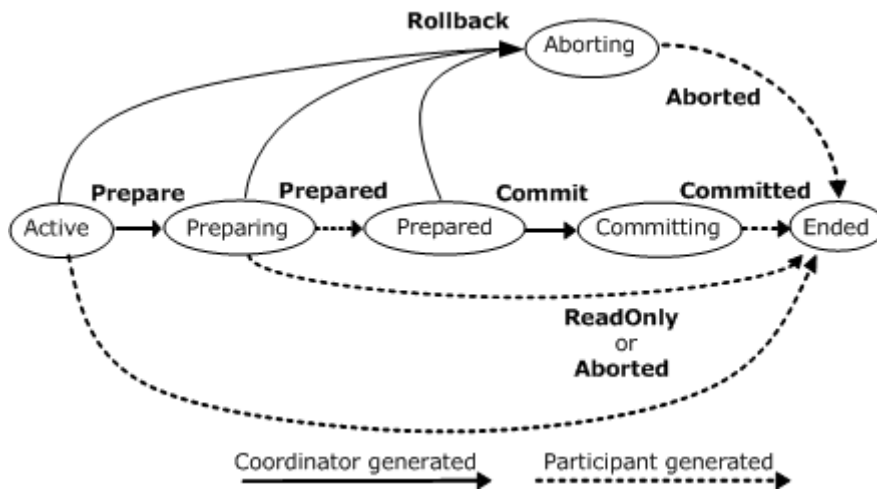 Rollback
Aborting
Aborted
Prepare
Prepared
Commit
Committed
Active
Preparing
Prepared
Committing
Ended
ReadOnly
or
Aborted
Coordinator generated
Participant generated